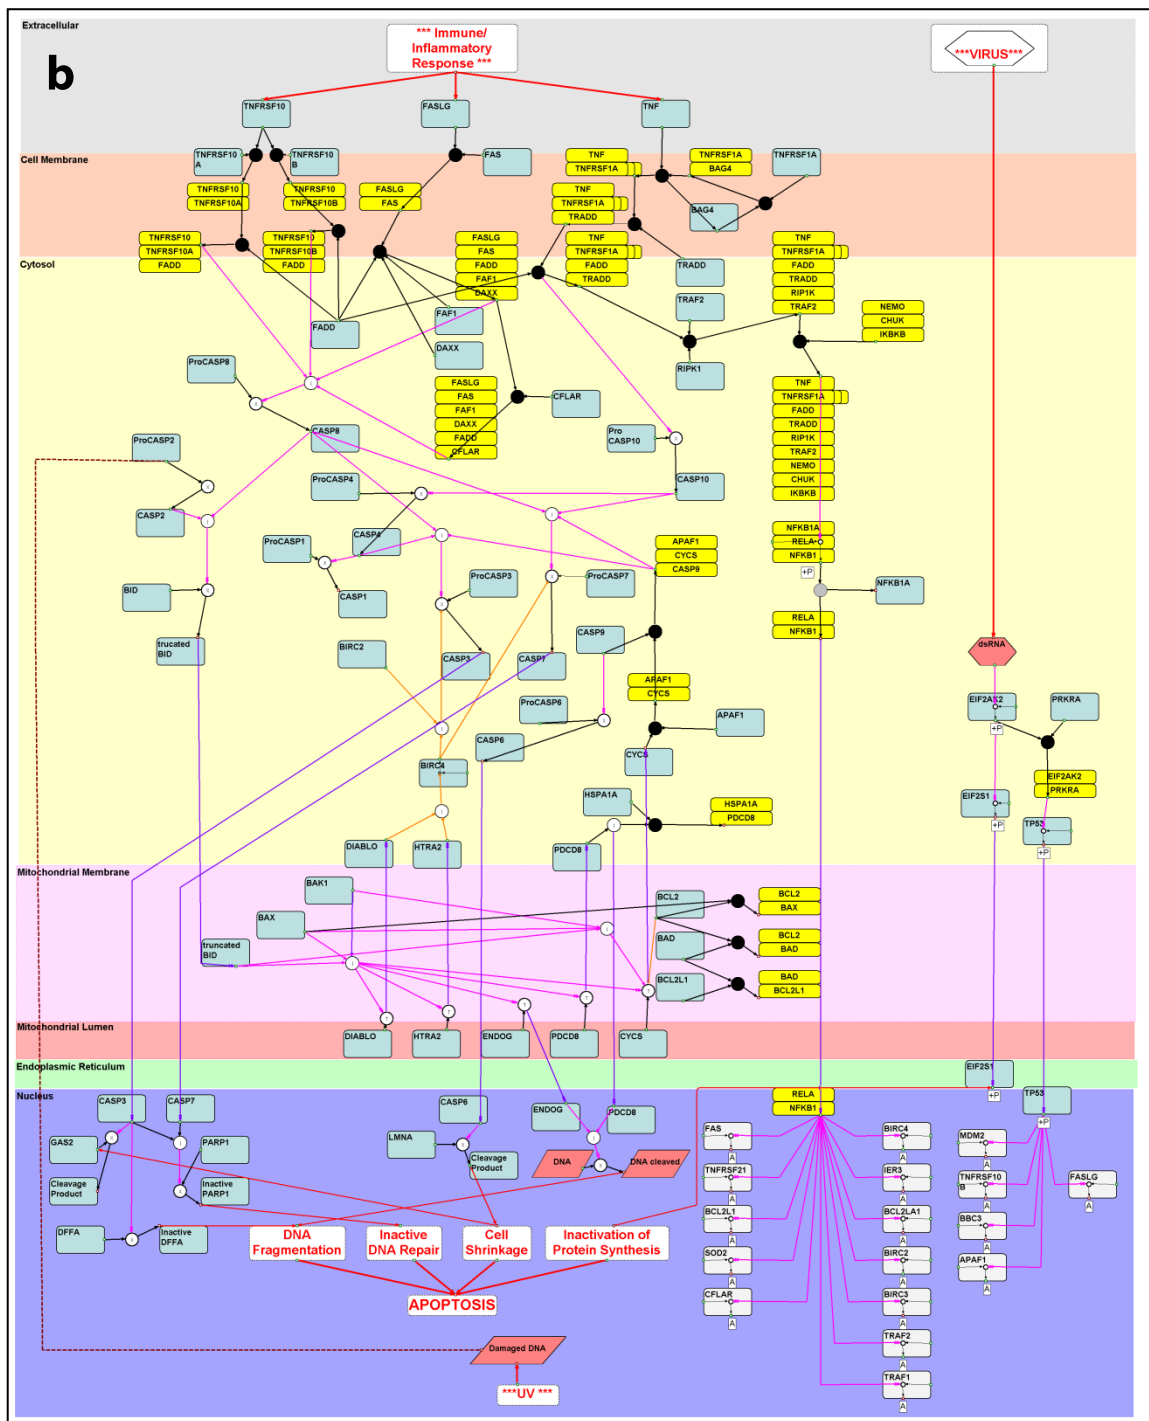 Extracellular
b
*** Immune/
Inflammatory
Response ***
***VIRUS***
TNFRSF10
FASLG
TNF
Cell Membrane
TNFRSF10
A
TNFRSF10
B
FAS
TNF
TNFRSF1A
TNFRSF1A
BAG4
TNFRSF1A
TNFRSF10
TNFRSF10A
TNFRSF10
TNFRSF10B
FASLG
FAS
TNF
TNFRSF1A
TRADD
BAG4
TNFRSF10
TNFRSF10A
FADD
TNFRSF10
TNFRSF10B
FADD
FASLG
FAS
FADD
FAF1
DAXX
TNF
TNFRSF1A
FADD
TRADD
TRADD
TNF
TNFRSF1A
FADD
TRADD
RIP1K
TRAF2
Cytosol
NEMO
CHUK
IKBKB
FADD
FAF1
DAXX
TRAF2
RIPK1
ProCASP8
FASLG
FAS
FAF1
DAXX
FADD
CFLAR
CFLAR
TNF
TNFRSF1A
FADD
TRADD
RIP1K
TRAF2
NEMO
CHUK
IKBKB
ProCASP2
CASP8
Pro
CASP10
ProCASP4
CASP10
CASP2
ProCASP1
CASP4
APAF1
CYCS
CASP9
NFKB1A
RELA
NFKB1
+P
NFKB1A
BID
CASP1
ProCASP3
ProCASP7
RELA
NFKB1
trucated
BID
BIRC2
CASP3
CASP7
CASP9
dsRNA
APAF1
CYCS
ProCASP6
APAF1
EIF2AK2
+P
PRKRA
CASP6
CYCS
BIRC4
EIF2AK2
PRKRA
HSPA1A
HSPA1A
PDCD8
EIF2S1
+P
TP53
+P
DIABLO
HTRA2
PDCD8
Mitochondrial Membrane
BAK1
BAX
BCL2
BCL2
BAX
truncated
BID
BAD
BCL2
BAD
BCL2L1
BAD
BCL2L1
Mitochondrial Lumen
DIABLO
HTRA2
ENDOG
PDCD8
CYCS
Endoplasmic Reticulum
EIF2S1
+P
Nucleus
CASP3
CASP7
CASP6
ENDOG
PDCD8
RELA
NFKB1
TP53
+P
GAS2
PARP1
LMNA
Cleavage
Product
DNA
DNA cleaved
Cleavage
Product
Inactive
PARP1
DFFA
Inactive
DFFA
FAS
A
TNFRSF21
A
BCL2L1
A
SOD2
A
CFLAR
A
BIRC4
A
IER3
A
BCL2LA1
A
BIRC2
A
BIRC3
A
TRAF2
A
TRAF1
A
MDM2
A
TNFRSF10
B
A
BBC3
A
APAF1
A
FASLG
A
DNA
Fragmentation
Inactive
DNA Repair
Cell
Shrinkage
Inactivation of
Protein Synthesis
APOPTOSIS
Damaged DNA
***UV ***